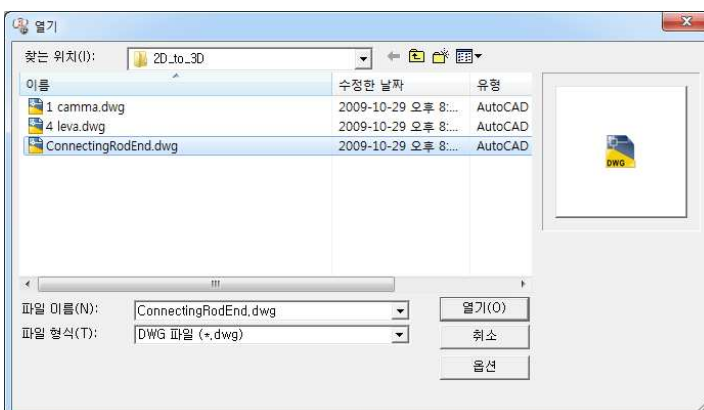 열기
찾는 위치(I): 2D_to_3D
이름 수정한 날짜 유형
1 camma.dwg 2009-10-29 오후 8:... AutoCAD
4 leva.dwg 2009-10-29 오후 8:... AutoCAD
ConnectingRodEnd.dwg 2009-10-29 오후 8:... AutoCAD
DWG
파일 이름(N): ConnectingRodEnd.dwg 열기(O)
파일 형식(T): DWG 파일 (*.dwg) 취소
옵션